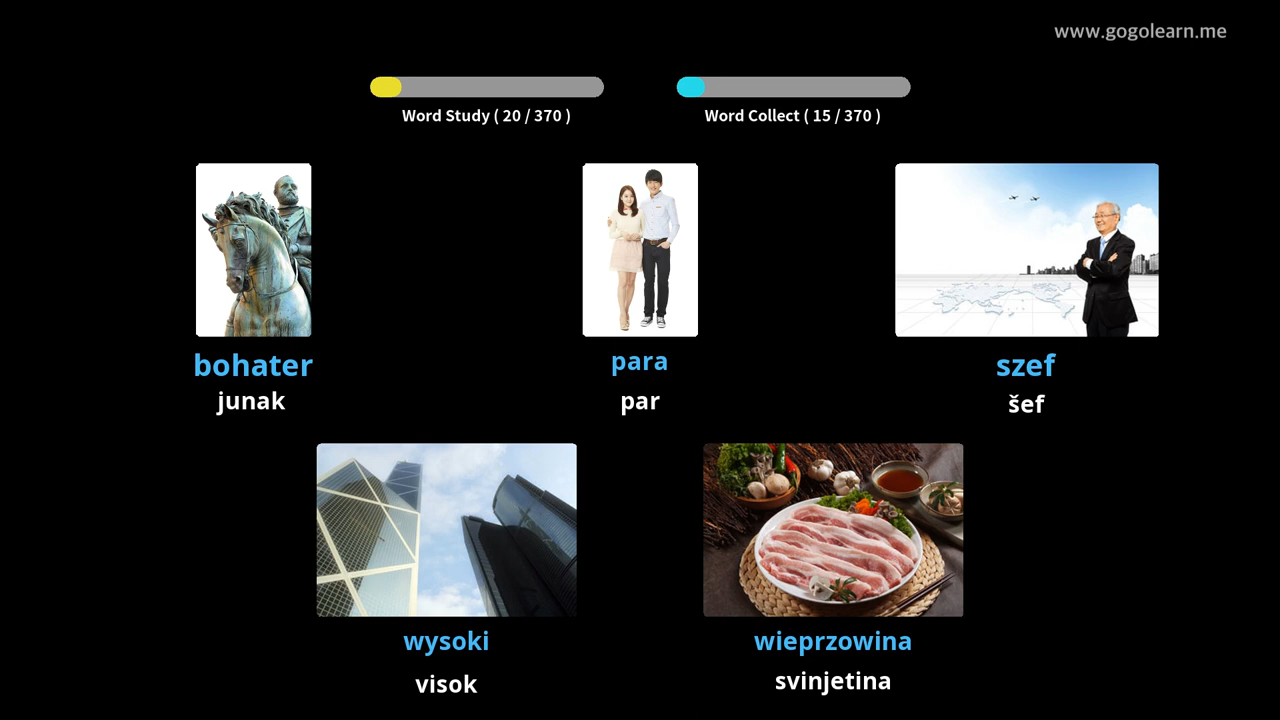 www.gogolearn.me
Word Study ( 20 / 370 )
Word Collect ( 15 / 370 )
bohater
junak
para
par
szef
šef
wysoki
visok
wieprzowina
svinjetina